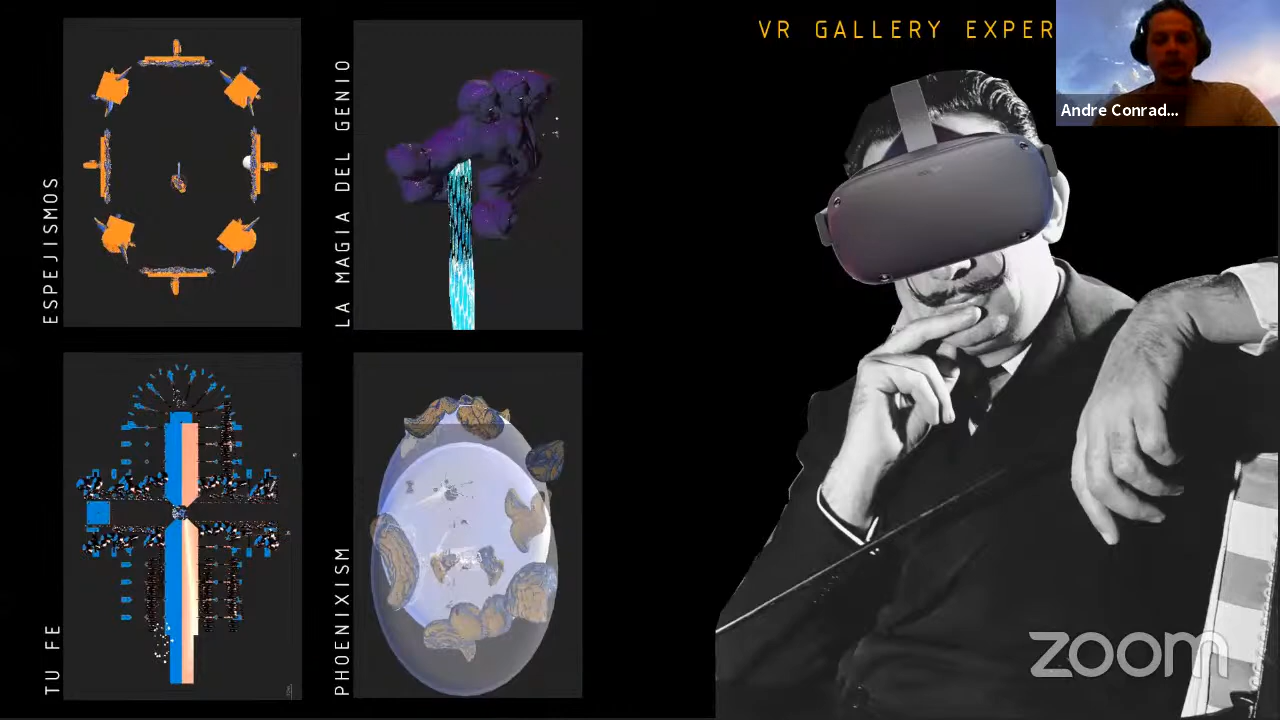 VR GALLERY EXPER
Andre Conrad...
ESPEJISMOS
LA MAGIA DEL GENIO
TU FE
PHOENIXISM
zoom